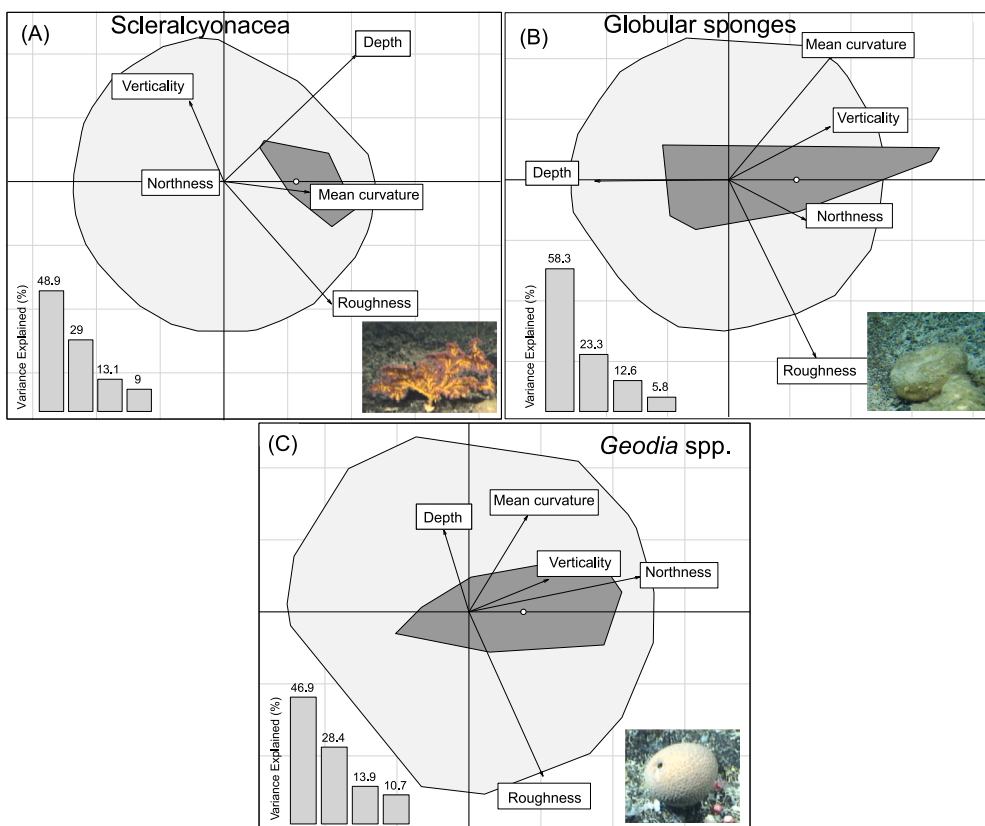 (A)
Scleralcyonacea
Depth
Verticality
Northness
Mean curvature
Roughness
Variance Explained (%)
48.9
29
13.1
9
(B)
Globular sponges
Mean curvature
Verticality
Depth
Northness
Roughness
Variance Explained (%)
58.3
23.3
12.6
5.8
(C)
Geodia spp.
Mean curvature
Depth
Verticality
Northness
Roughness
Variance Explained (%)
46.9
28.4
13.9
10.7